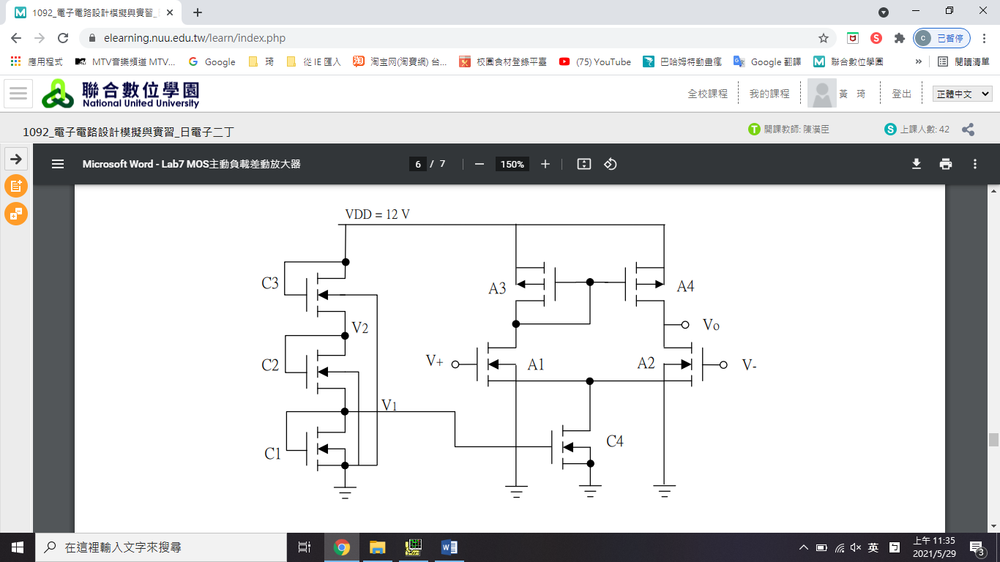 1092_電子電路設計模擬與實習_
elearning.nuu.edu.tw/learn/index.php
c 已暫停
應用程式 MTV音樂頻道 MTV... Google 琦 從 IE 匯入 淘宝网(淘寶網) 台... 校園食材登錄平臺 (75) YouTube 巴哈姆特動畫瘋 Google 翻譯 聯合數位學園 » 閱讀清單
聯合數位學園
National United University
全校課程 我的課程 黃 琦 登出 正體中文
1092_電子電路設計模擬與實習_日電子二丁
T 開課教師: 陳漢臣 S 上課人數: 42
Microsoft Word - Lab7 MOS主動負載差動放大器 6 / 7 150%
VDD = 12 V
C3
A3
A4
V2
Vo
C2
V+
A1
A2
V-
V1
C1
C4
在這裡輸入文字來搜尋
英
上午 11:35
2021/5/29
3